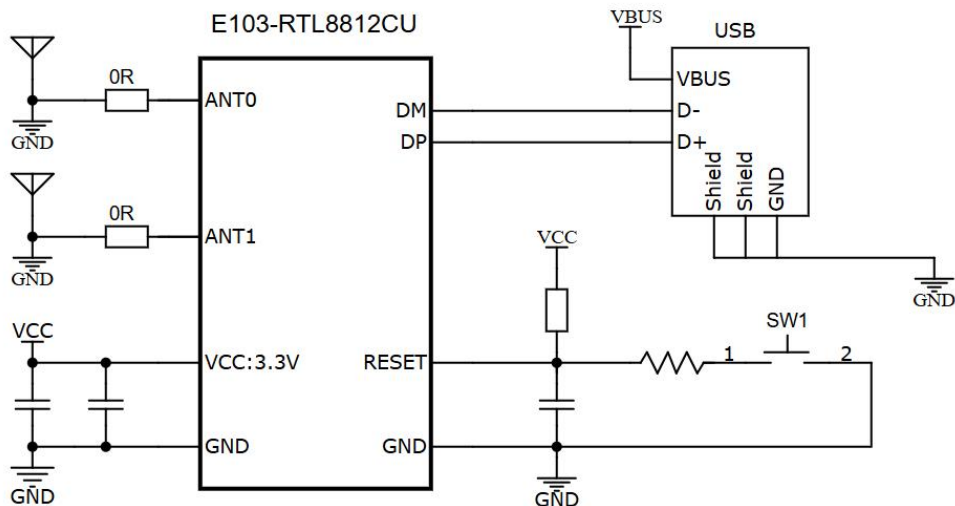 E103-RTL8812CU
VBUS
USB
0R
ANT0
GND
VBUS
DM
D-
DP
D+
Shield
Shield
GND
0R
ANT1
GND
VCC
GND
SW1
VCC
VCC:3.3V
RESET
1
2
GND
GND
GND
GND